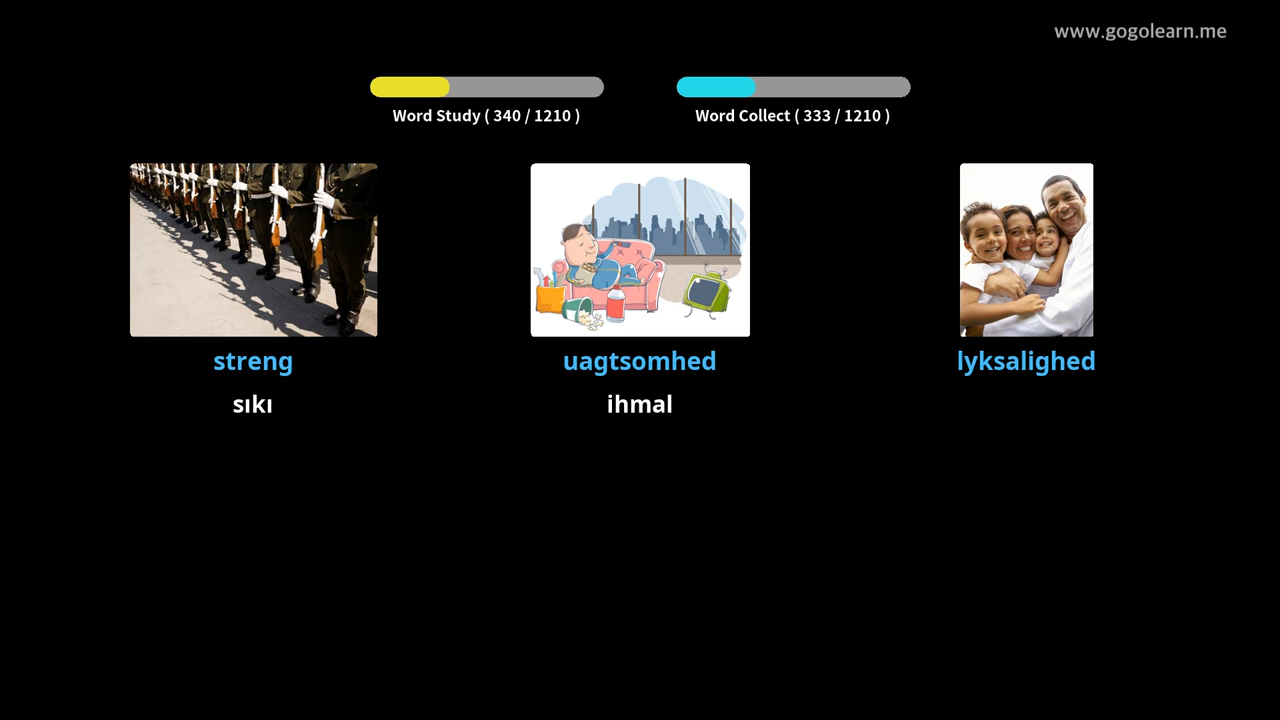 www.gogolearn.me
Word Study ( 340 / 1210 )
Word Collect ( 333 / 1210 )
streng
uagtsomhed
lyksalighed
sıkı
ihmal